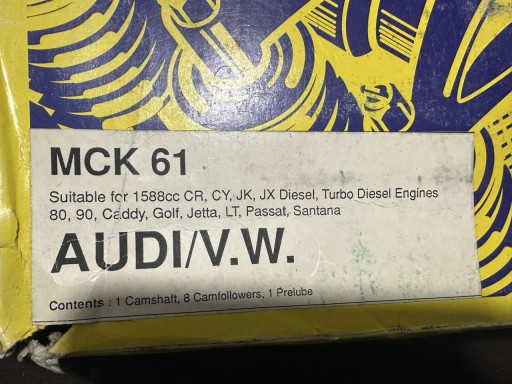 MCK 61
Suitable for 1588cc CR, CY, JK, JX Diesel, Turbo Diesel Engines
80, 90, Caddy, Golf, Jetta, LT, Passat, Santana
AUDI/V.W.
Contents : 1 Camshaft, 8 Camfollowers, 1 Prelube